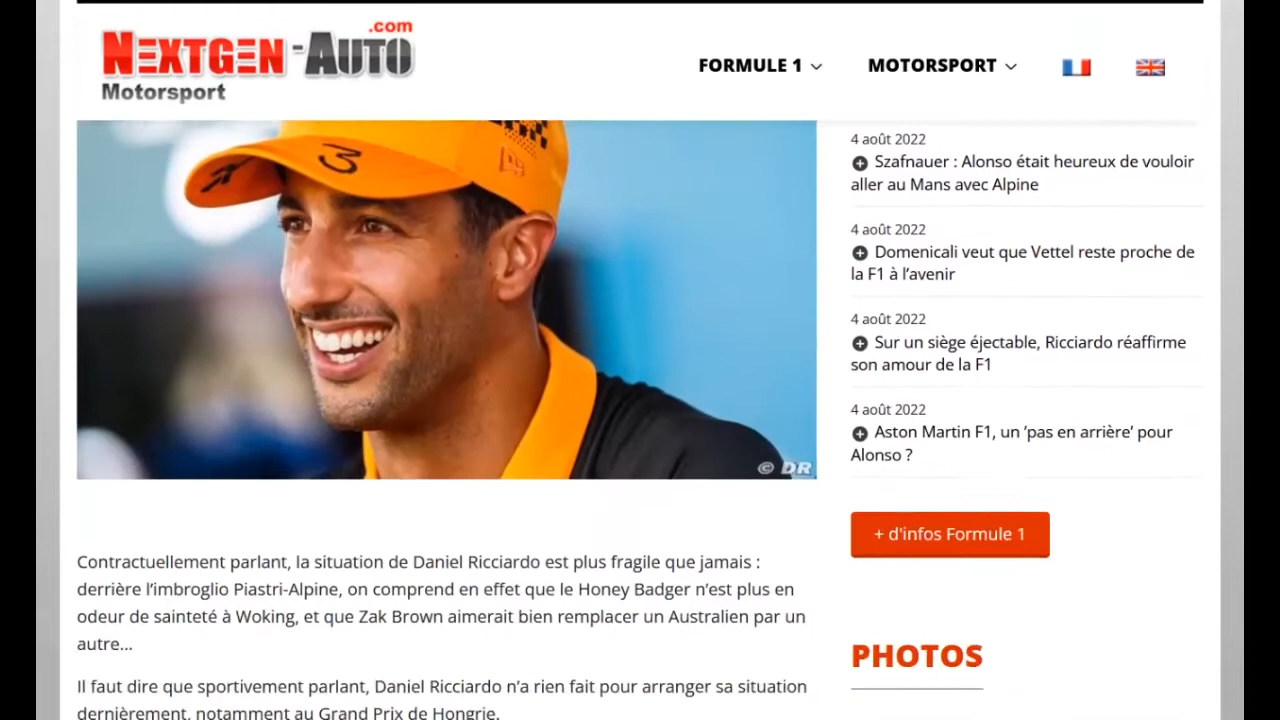 .com
NEXTGEN-AUTO
Motorsport
FORMULE 1
MOTORSPORT
3
© DR
4 août 2022
Szafnauer : Alonso était heureux de vouloir
aller au Mans avec Alpine
4 août 2022
Domenicali veut que Vettel reste proche de
la F1 à l’avenir
4 août 2022
Sur un siège éjectable, Ricciardo réaffirme
son amour de la F1
4 août 2022
Aston Martin F1, un ’pas en arrière’ pour
Alonso ?
+ d'infos Formule 1
Contractuellement parlant, la situation de Daniel Ricciardo est plus fragile que jamais :
derrière l’imbroglio Piastri-Alpine, on comprend en effet que le Honey Badger n’est plus en
odeur de sainteté à Woking, et que Zak Brown aimerait bien remplacer un Australien par un
autre...
Il faut dire que sportivement parlant, Daniel Ricciardo n’a rien fait pour arranger sa situation
dernièrement, notamment au Grand Prix de Hongrie.
PHOTOS